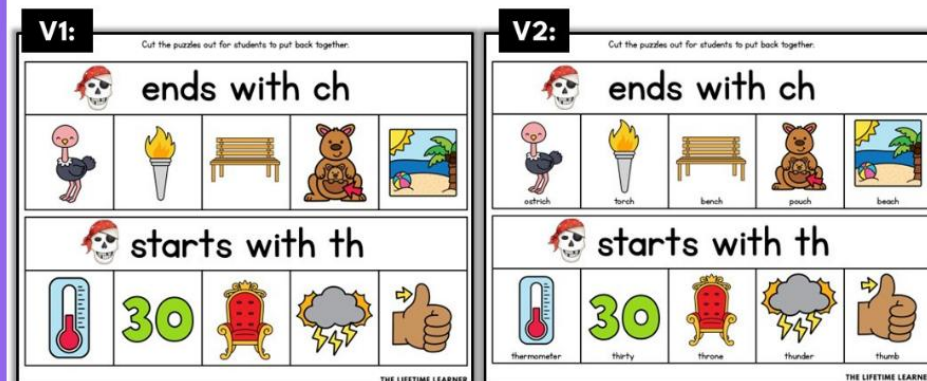 V1:
Cut the puzzles out for students to put back together.
ends with ch
starts with th
30
THE LIFETIME LEARNER
V2:
Cut the puzzles out for students to put back together.
ends with ch
ostrich torch bench pouch beach
starts with th
30
thermometer thirty throne thunder thumb
THE LIFETIME LEARNE